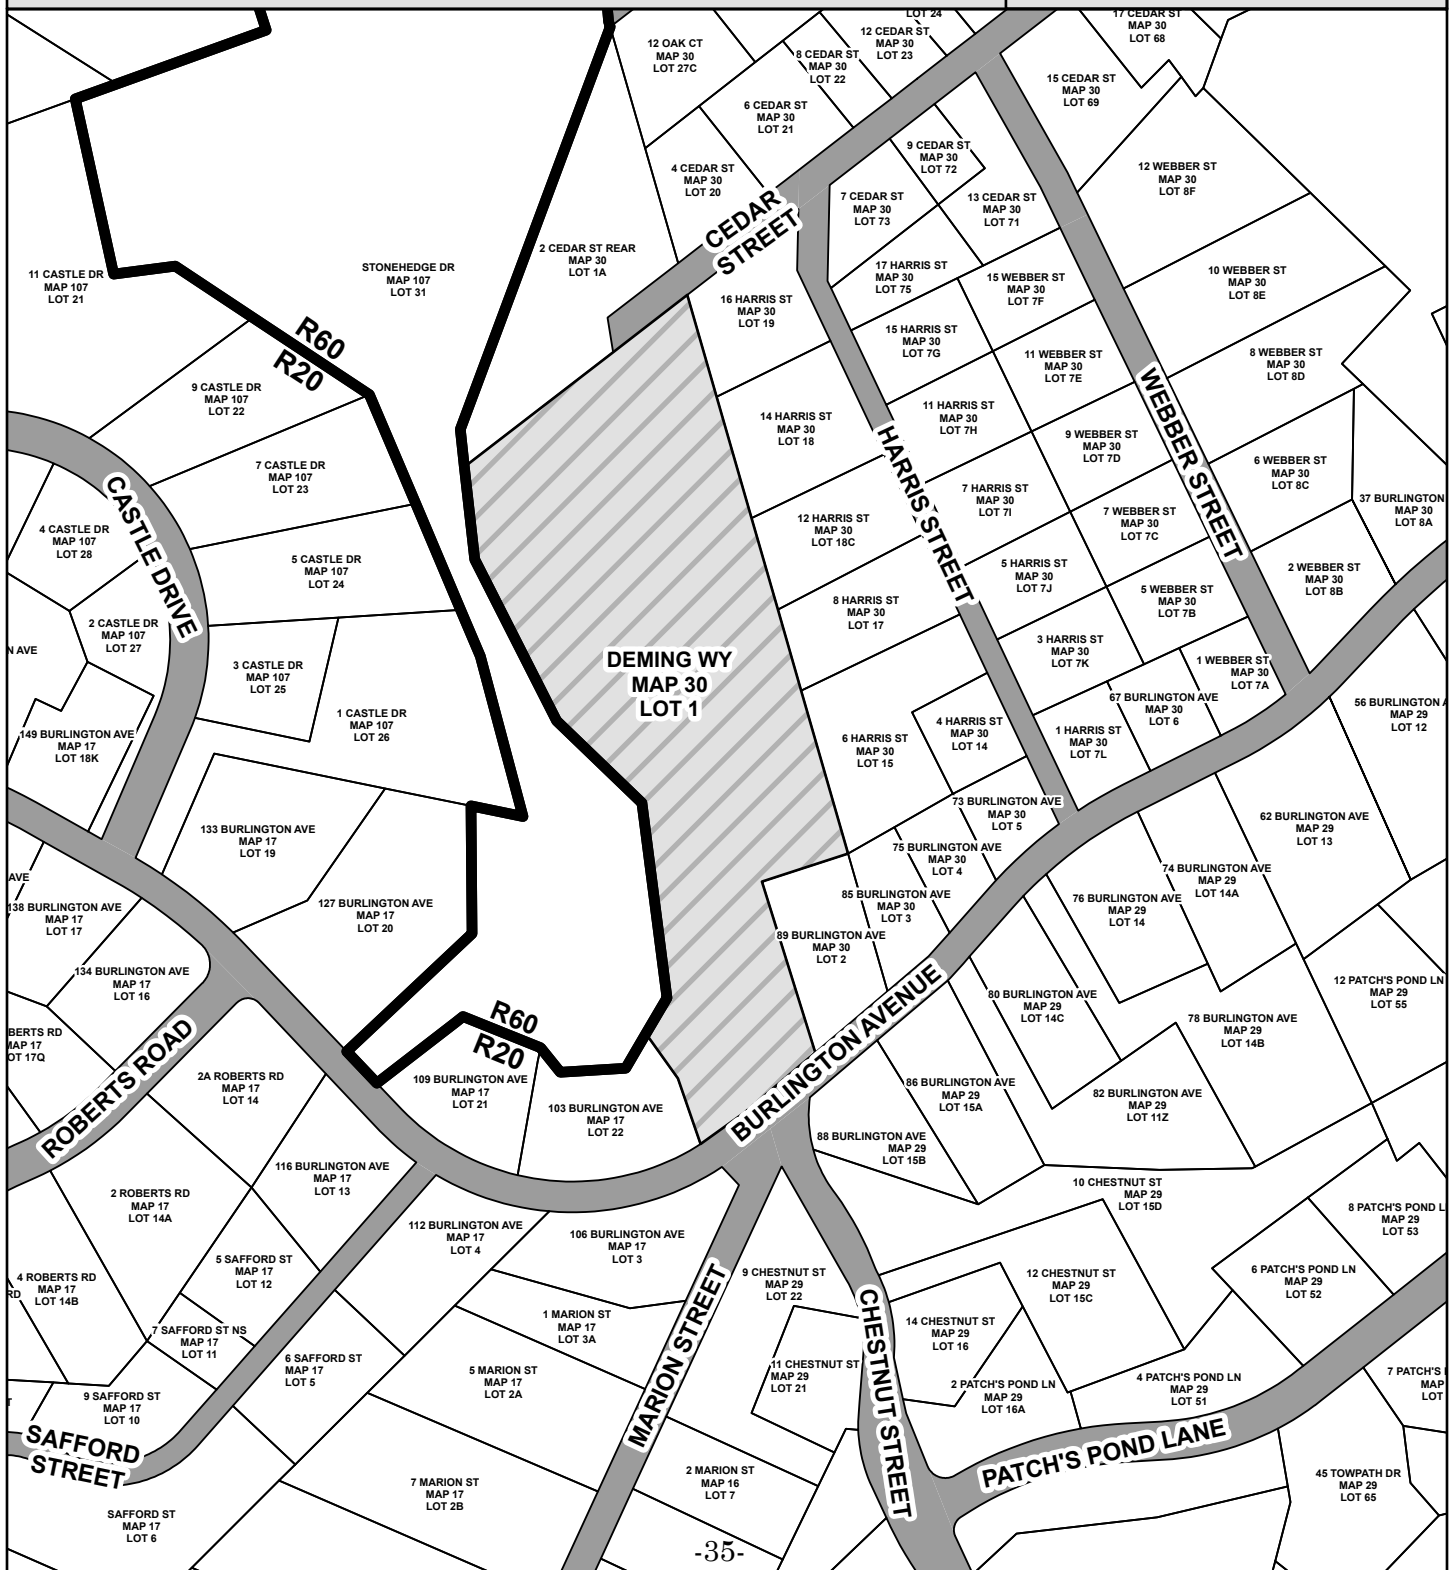 LOT 24
17 CEDAR ST
MAP 30
LOT 68
12 OAK CT
MAP 30
LOT 27C
12 CEDAR ST
MAP 30
LOT 23
8 CEDAR ST
MAP 30
LOT 22
15 CEDAR ST
MAP 30
LOT 69
6 CEDAR ST
MAP 30
LOT 21
9 CEDAR ST
MAP 30
LOT 72
4 CEDAR ST
MAP 30
LOT 20
12 WEBBER ST
MAP 30
LOT 8F
7 CEDAR ST
MAP 30
LOT 73
13 CEDAR ST
MAP 30
LOT 71
CEDAR
STREET
2 CEDAR ST REAR
MAP 30
LOT 1A
STONEHEDGE DR
MAP 107
LOT 31
11 CASTLE DR
MAP 107
LOT 21
17 HARRIS ST
MAP 30
LOT 75
15 WEBBER ST
MAP 30
LOT 7F
10 WEBBER ST
MAP 30
LOT 8E
16 HARRIS ST
MAP 30
LOT 19
R60
R20
15 HARRIS ST
MAP 30
LOT 7G
11 WEBBER ST
MAP 30
LOT 7E
8 WEBBER ST
MAP 30
LOT 8D
9 CASTLE DR
MAP 107
LOT 22
14 HARRIS ST
MAP 30
LOT 18
11 HARRIS ST
MAP 30
LOT 7H
9 WEBBER ST
MAP 30
LOT 7D
WEBBER STREET
6 WEBBER ST
MAP 30
LOT 8C
7 CASTLE DR
MAP 107
LOT 23
HARRIS STREET
7 HARRIS ST
MAP 30
LOT 7I
7 WEBBER ST
MAP 30
LOT 7C
37 BURLINGTON
MAP 30
LOT 8A
CASTLE DRIVE
4 CASTLE DR
MAP 107
LOT 28
12 HARRIS ST
MAP 30
LOT 18C
5 CASTLE DR
MAP 107
LOT 24
5 HARRIS ST
MAP 30
LOT 7J
2 WEBBER ST
MAP 30
LOT 8B
8 HARRIS ST
MAP 30
LOT 17
5 WEBBER ST
MAP 30
LOT 7B
2 CASTLE DR
MAP 107
LOT 27
N AVE
3 HARRIS ST
MAP 30
LOT 7K
DEMING WY
MAP 30
LOT 1
3 CASTLE DR
MAP 107
LOT 25
1 WEBBER ST
MAP 30
LOT 7A
67 BURLINGTON AVE
MAP 30
LOT 6
56 BURLINGTON A
MAP 29
LOT 12
1 CASTLE DR
MAP 107
LOT 26
149 BURLINGTON AVE
MAP 17
LOT 18K
6 HARRIS ST
MAP 30
LOT 15
4 HARRIS ST
MAP 30
LOT 14
1 HARRIS ST
MAP 30
LOT 7L
73 BURLINGTON AVE
MAP 30
LOT 5
62 BURLINGTON AVE
MAP 29
LOT 13
133 BURLINGTON AVE
MAP 17
LOT 19
75 BURLINGTON AVE
MAP 30
LOT 4
74 BURLINGTON AVE
MAP 29
LOT 14A
AVE
138 BURLINGTON AVE
MAP 17
LOT 17
127 BURLINGTON AVE
MAP 17
LOT 20
85 BURLINGTON AVE
MAP 30
LOT 3
76 BURLINGTON AVE
MAP 29
LOT 14
89 BURLINGTON AVE
MAP 30
LOT 2
134 BURLINGTON AVE
MAP 17
LOT 16
12 PATCH'S POND LN
MAP 29
LOT 55
80 BURLINGTON AVE
MAP 29
LOT 14C
78 BURLINGTON AVE
MAP 29
LOT 14B
BERTS RD
MAP 17
OT 17Q
R60
R20
BURLINGTON AVENUE
ROBERTS ROAD
2A ROBERTS RD
MAP 17
LOT 14
109 BURLINGTON AVE
MAP 17
LOT 21
86 BURLINGTON AVE
MAP 29
LOT 15A
82 BURLINGTON AVE
MAP 29
LOT 11Z
103 BURLINGTON AVE
MAP 17
LOT 22
88 BURLINGTON AVE
MAP 29
LOT 15B
116 BURLINGTON AVE
MAP 17
LOT 13
10 CHESTNUT ST
MAP 29
LOT 15D
2 ROBERTS RD
MAP 17
LOT 14A
8 PATCH'S POND L
MAP 29
LOT 53
112 BURLINGTON AVE
MAP 17
LOT 4
106 BURLINGTON AVE
MAP 17
LOT 3
5 SAFFORD ST
MAP 17
LOT 12
4 ROBERTS RD
MAP 17
LOT 14B
RD
9 CHESTNUT ST
MAP 29
LOT 22
12 CHESTNUT ST
MAP 29
LOT 15C
6 PATCH'S POND LN
MAP 29
LOT 52
MARION STREET
CHESTNUT STREET
1 MARION ST
MAP 17
LOT 3A
14 CHESTNUT ST
MAP 29
LOT 16
7 SAFFORD ST NS
MAP 17
LOT 11
6 SAFFORD ST
MAP 17
LOT 5
5 MARION ST
MAP 17
LOT 2A
11 CHESTNUT ST
MAP 29
LOT 21
2 PATCH'S POND LN
MAP 29
LOT 16A
4 PATCH'S POND LN
MAP 29
LOT 51
7 PATCH'S
MAP
LOT
T
9 SAFFORD ST
MAP 17
LOT 10
SAFFORD
STREET
PATCH'S POND LANE
7 MARION ST
MAP 17
LOT 2B
2 MARION ST
MAP 16
LOT 7
45 TOWPATH DR
MAP 29
LOT 65
SAFFORD ST
MAP 17
LOT 6
-35-